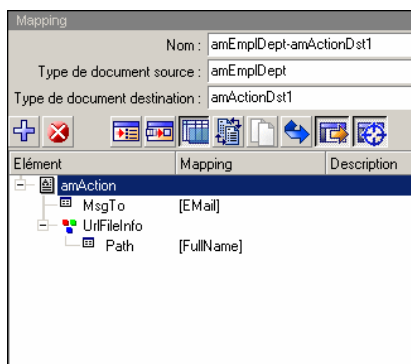 Mapping
Nom : amEmplDept-amActionDst1
Type de document source : amEmplDept
Type de document destination : amActionDst1
Elément Mapping Description
amAction
MsgTo [EMail]
UrlFileInfo
Path [FullName]